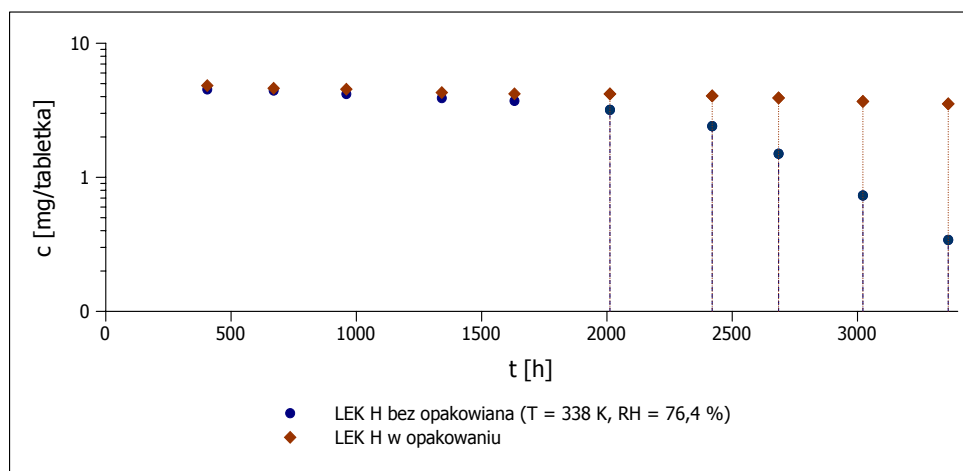 10
1
0
c [mg/tabletka]
0 500 1000 1500 2000 2500 3000
t [h]
LEK H bez opakowiana (T = 338 K, RH = 76,4 %)
LEK H w opakowaniu